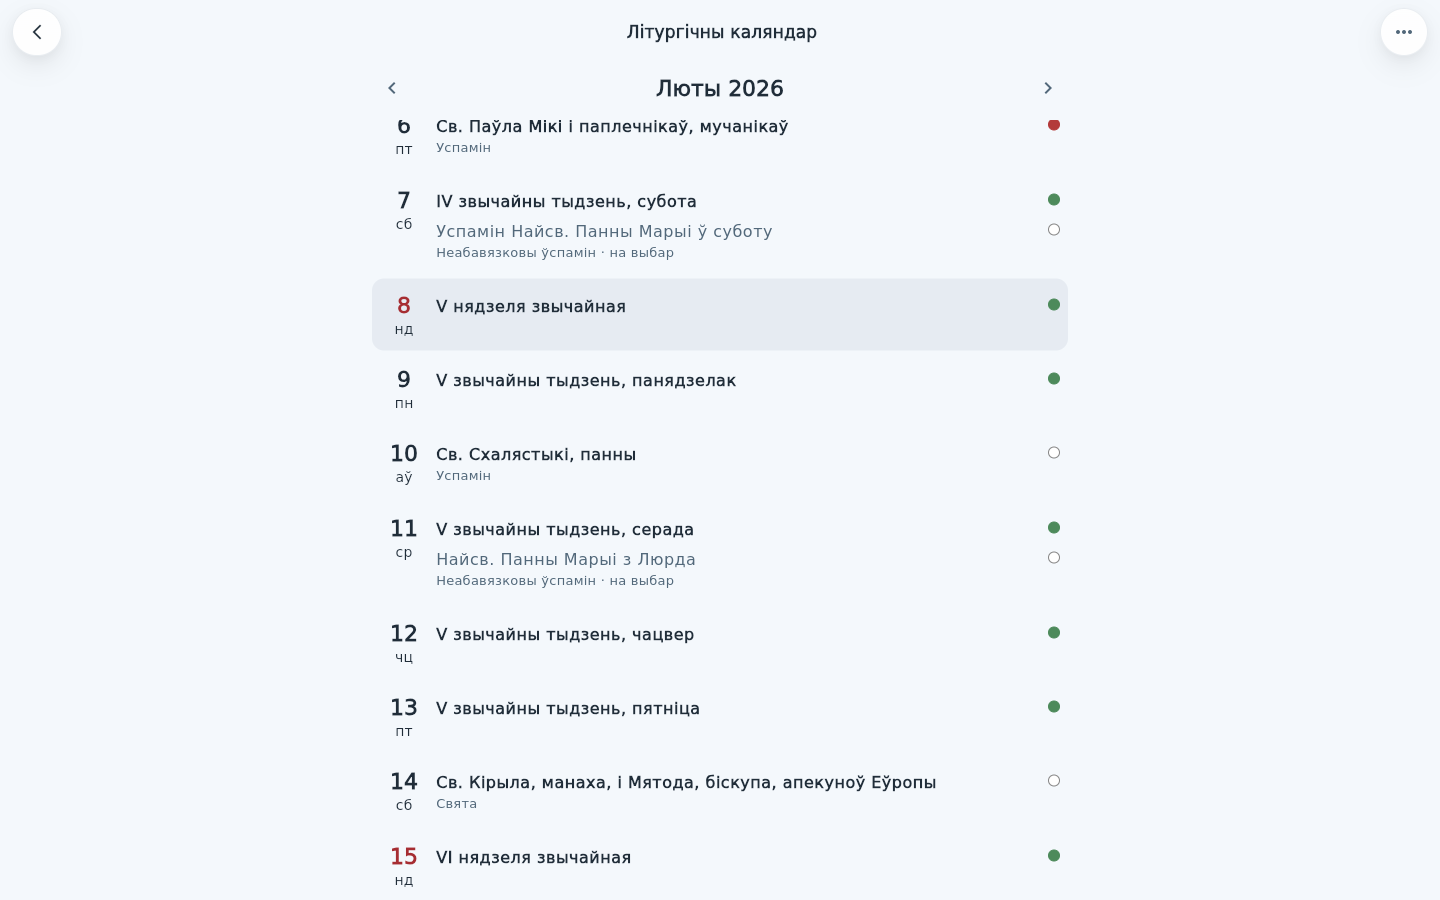 Літургічны каляндар
Люты 2026
6
пт
Св. Паўла Мікі і паплечнікаў, мучанікаў
Успамін
7
сб
IV звычайны тыдзень, субота
Успамін Найсв. Панны Марыі ў суботу
Неабавязковы ўспамін · на выбар
8
нд
V нядзеля звычайная
9
пн
V звычайны тыдзень, панядзелак
10
аў
Св. Схалястыкі, панны
Успамін
11
ср
V звычайны тыдзень, серада
Найсв. Панны Марыі з Люрда
Неабавязковы ўспамін · на выбар
12
чц
V звычайны тыдзень, чацвер
13
пт
V звычайны тыдзень, пятніца
14
сб
Св. Кірыла, манаха, і Мятода, біскупа, апекуноў Еўропы
Свята
15
нд
VI нядзеля звычайная